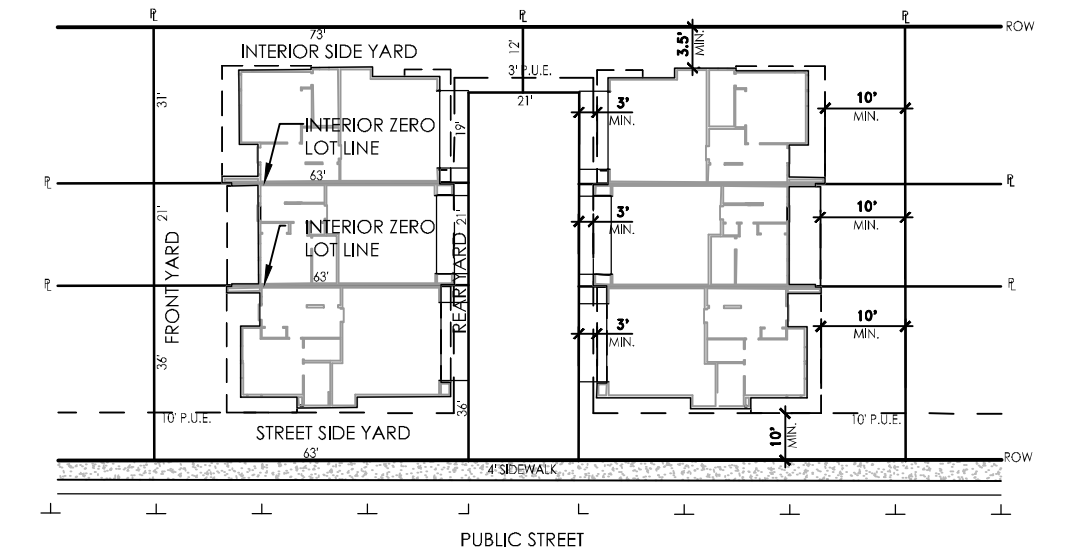 PL
PL
PL
ROW
73'
INTERIOR SIDE YARD
12'
3.5'
MIN.
3' P.U.E.
21'
31'
3'
MIN.
10'
MIN.
19'
INTERIOR ZERO
LOT LINE
63'
PL
PL
21'
21'
3'
MIN.
10'
MIN.
INTERIOR ZERO
LOT LINE
FRONT YARD
REAR YARD
63'
PL
PL
3'
MIN.
10'
MIN.
36'
36'
10' P.U.E.
10' P.U.E.
STREET SIDE YARD
10'
MIN.
63'
ROW
4' SIDEWALK
PUBLIC STREET